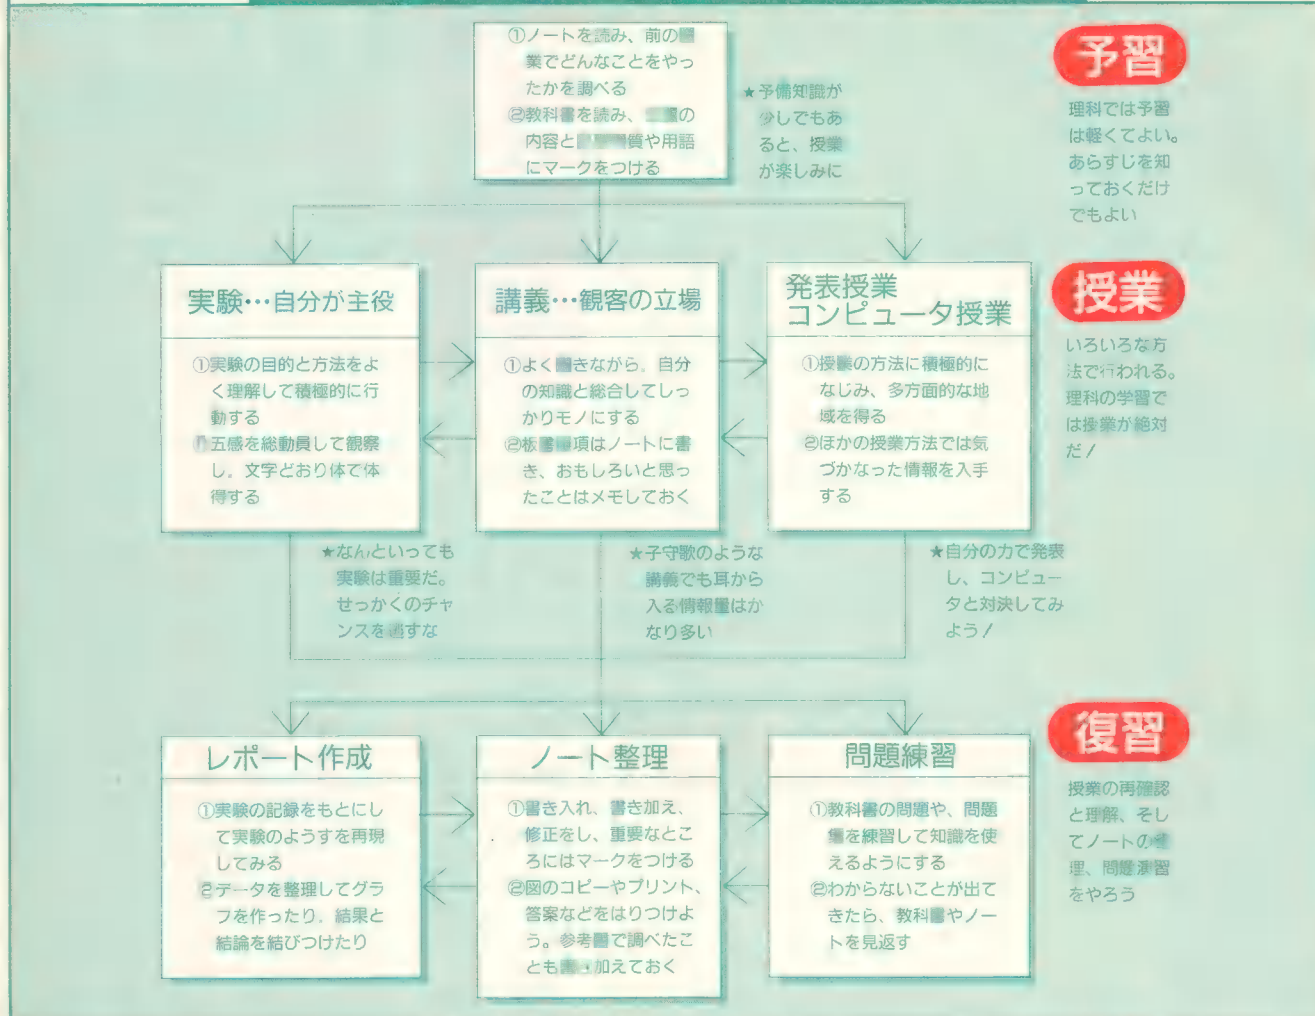 ①ノートを読み、前の
業でどんなことをやっ
たかを調べる
②教科書を読み、の
内容と質や用語
にマークをつける
★予備知識が
少しでもあ
ると、授業
が楽しみに
予習
理科では予習
は軽くてよい。
あらすじを知
っておくだけ
でもよい
実験…自分が主役
①実験の目的と方法をよ
く理解して積極的に行
動する
五感を総動員して観察
し．文字どおり体て体
得する
講義…観客の立場
①よくきながら．自分
の知識と総合してしっ
かりモノにする
②板書項はノートに書
き、おもしろいと思っ
たことはメモしておく
発表授業
コンピュータ授業
①授業の方法に積極的に
なじみ、多方面的な地
域を得る
②ほかの授業方法では気
づかなった情報を入手
する
授業
いろいろな方
法で行われる。
理科の学習で
は授業が絶対
だ！
★なんといっても
実験は重要だ。
せっかくのチャ
ンスを すな
★子守歌のような
講義でも耳から
入る情報量はか
なり多い
★自分の力で発表
し、コンピュー
タと対決してみ
よう！
レポート作成
①実験の記録をもとにし
て実験のようすを再現
してみる
②データを整理してグラ
フを作ったり．結果と
結論を結びつけたり
ノート整理
①書き入れ、書き加え、
修正をし、重要なとこ
ろにはマークをつける
②図のコピーやプリント、
答案などをはりつけよ
う。参考書で調べたこ
とも 加えておく
問題練習
①教科書の問題や、問題
集を練習して知識を使
えるようにする
②わからないことが出て
きたら、教科書やノー
トを見返す
復習
授業の再確認
と理解、そし
てノートの
理、問題演習
をやろう